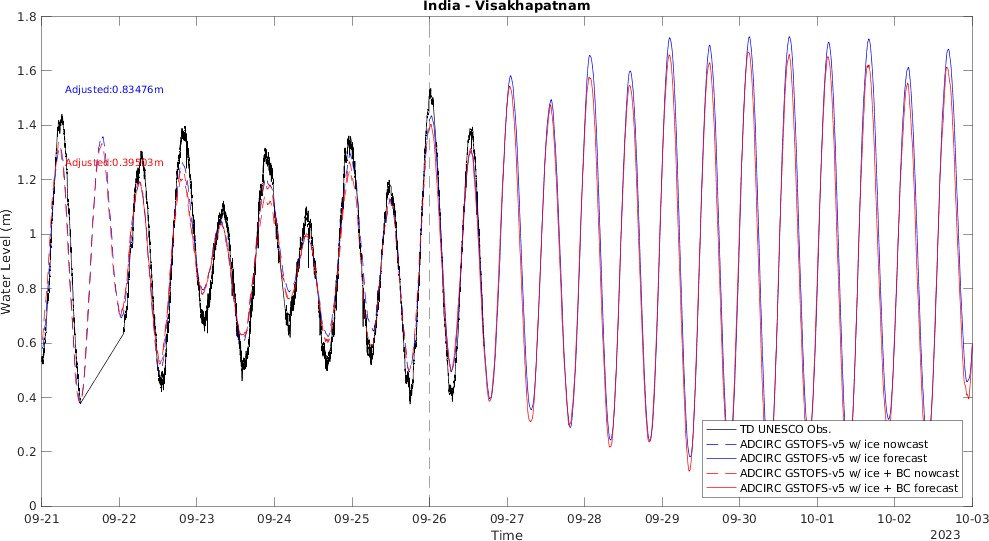 India - Visakhapatnam
1.8
1.6
1.4
1.2
1
0.8
0.6
0.4
0.2
0
Water Level (m)
Adjusted:0.83476m
Adjusted:0.39503m
TD UNESCO Obs.
ADCIRC GSTOFS-v5 w/ ice nowcast
ADCIRC GSTOFS-v5 w/ ice forecast
ADCIRC GSTOFS-v5 w/ ice + BC nowcast
ADCIRC GSTOFS-v5 w/ ice + BC forecast
09-21 09-22 09-23 09-24 09-25 09-26 09-27 09-28 09-29 09-30 10-01 10-02 10-03
Time
2023